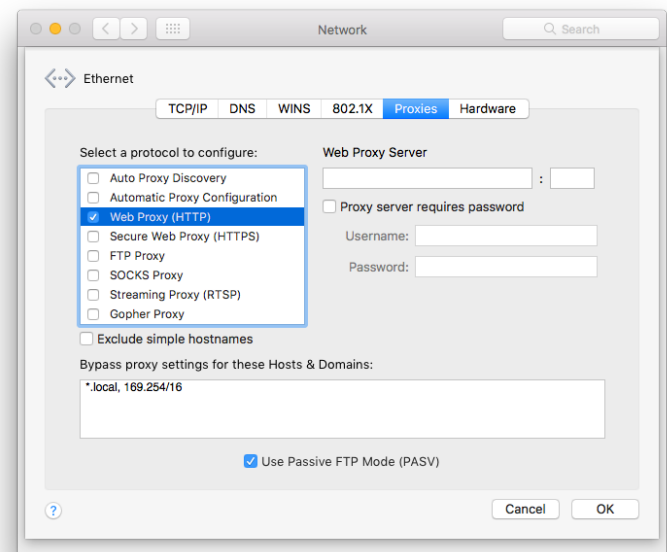 Network
Search
Ethernet
TCP/IP DNS WINS 802.1X Proxies Hardware
Select a protocol to configure:
Auto Proxy Discovery
Automatic Proxy Configuration
Web Proxy (HTTP)
Secure Web Proxy (HTTPS)
FTP Proxy
SOCKS Proxy
Streaming Proxy (RTSP)
Gopher Proxy
Exclude simple hostnames
Web Proxy Server
:
Proxy server requires password
Username:
Password:
Bypass proxy settings for these Hosts & Domains:
*.local, 169.254/16
Use Passive FTP Mode (PASV)
?
Cancel OK